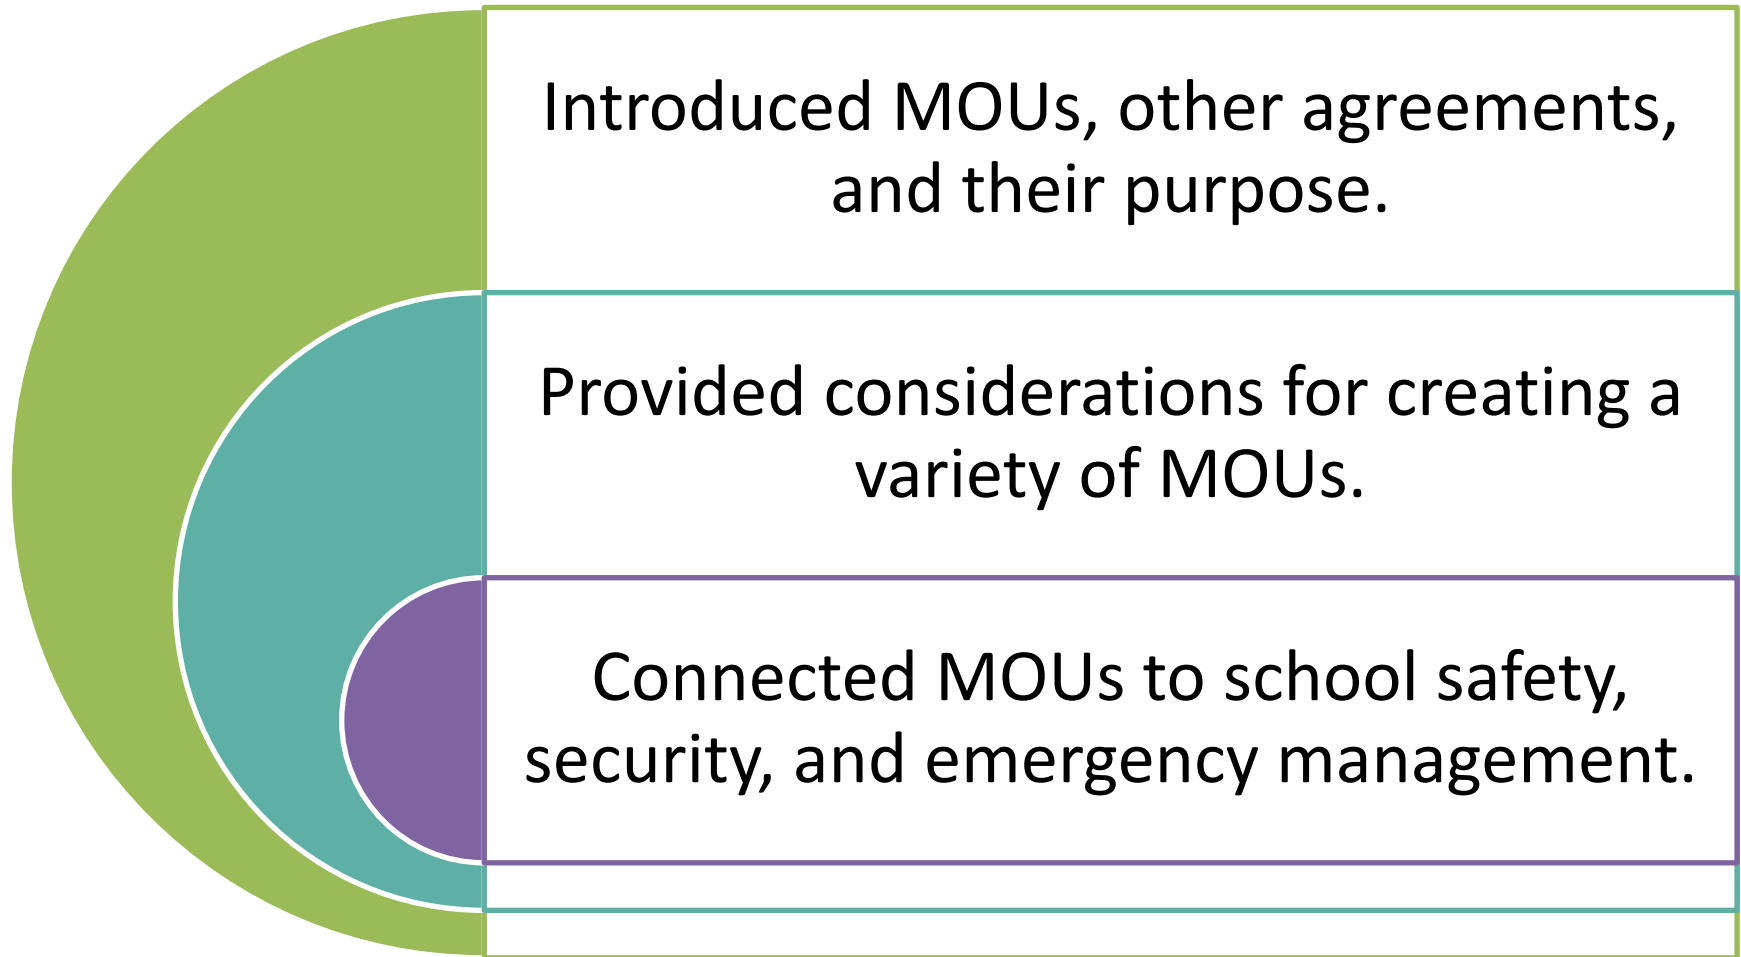 Introduced MOUs, other agreements,
and their purpose.
Provided considerations for creating a
variety of MOUs.
Connected MOUs to school safety,
security, and emergency management.